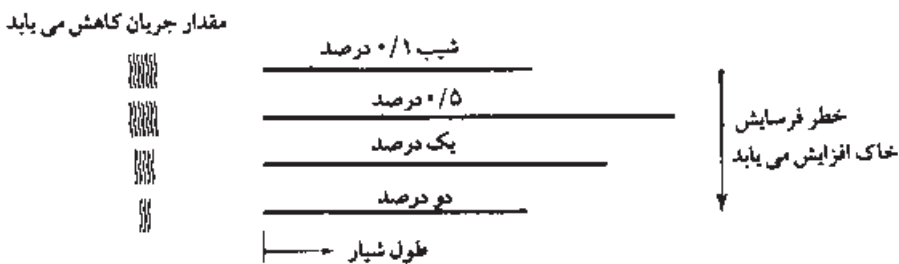 مقدار جریان کاهش می یابد
شیب ۰/۱ درصد
۰/۵ درصد
یک درصد
دو درصد
طول شیار
خطر فرسایش
خاک افزایش می یابد